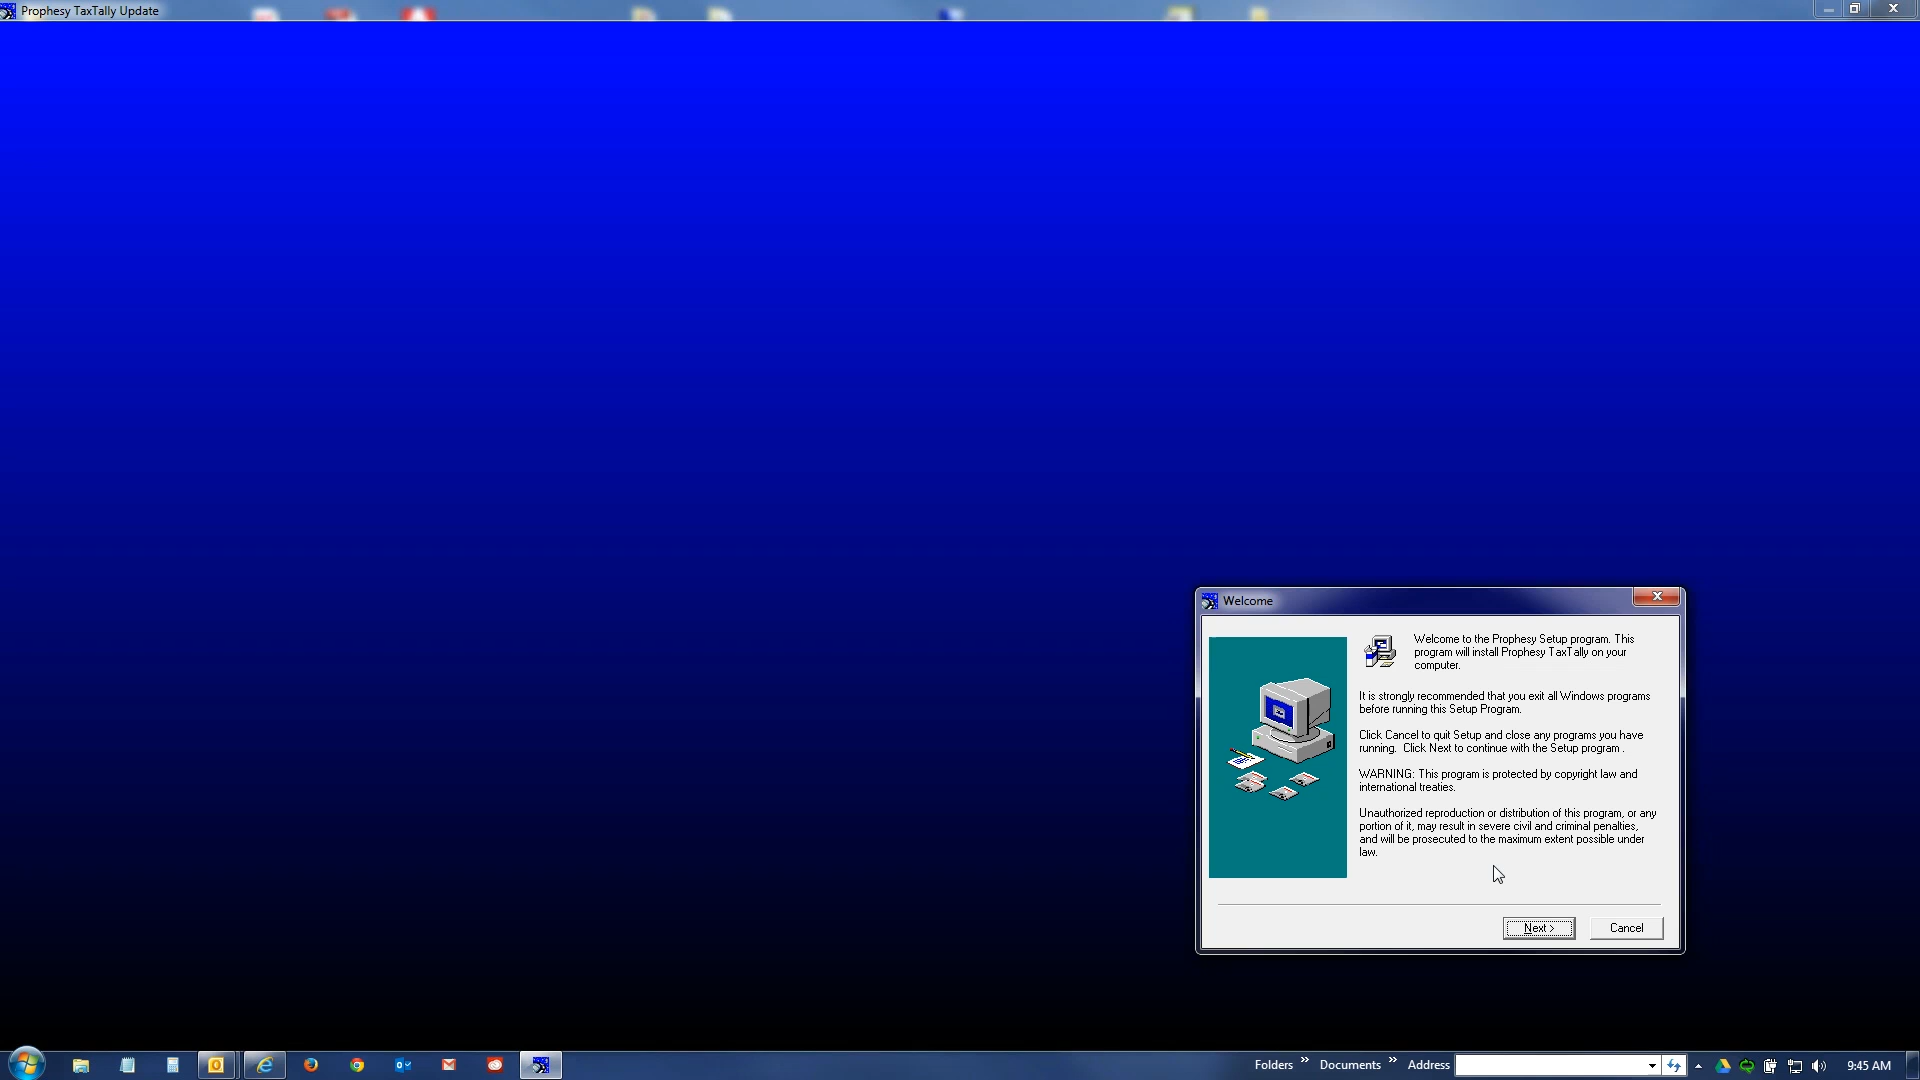 Prophesy TaxTally Update
Welcome
Welcome to the Prophesy Setup program. This
program will install Prophesy TaxTally on your
computer.
It is strongly recommended that you exit all Windows programs
before running this Setup Program.
Click Cancel to quit Setup and close any programs you have
running. Click Next to continue with the Setup program .
WARNING: This program is protected by copyright law and
international treaties.
Unauthorized reproduction or distribution of this program, or any
portion of it, may result in severe civil and criminal penalties,
and will be prosecuted to the maximum extent possible under
law.
Next > Cancel
Folders » Documents » Address 9:45 AM